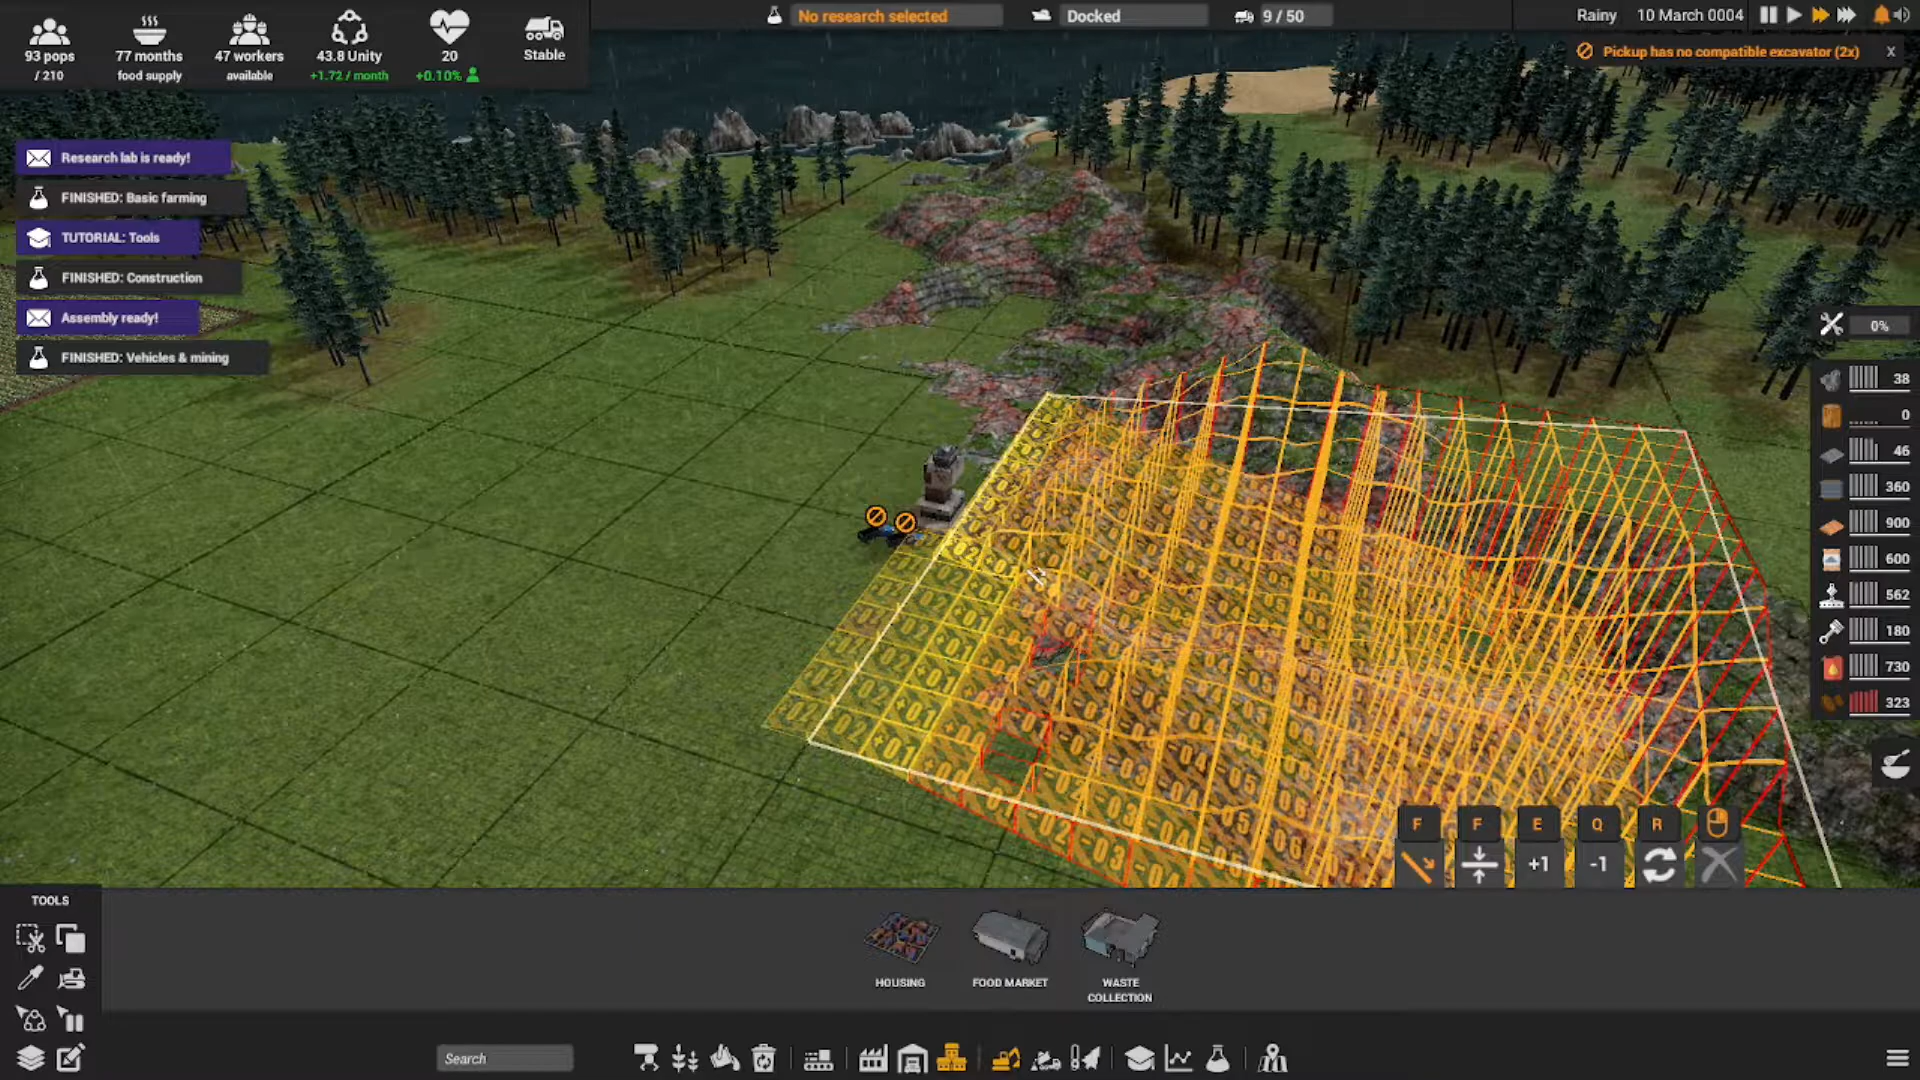 93 pops
/ 210
77 months
food supply
47 workers
available
43.8 Unity
+1.72 / month
20
+0.10%
Stable
No research selected
Docked
9 / 50
Rainy
10 March 0004
Pickup has no compatible excavator (2x)
X
Research lab is ready!
FINISHED: Basic farming
TUTORIAL: Tools
FINISHED: Construction
Assembly ready!
FINISHED: Vehicles & mining
0%
38
0
46
360
900
600
562
180
730
323
F
F
E
Q
R
+1
-1
TOOLS
HOUSING
FOOD MARKET
WASTE
COLLECTION
Search